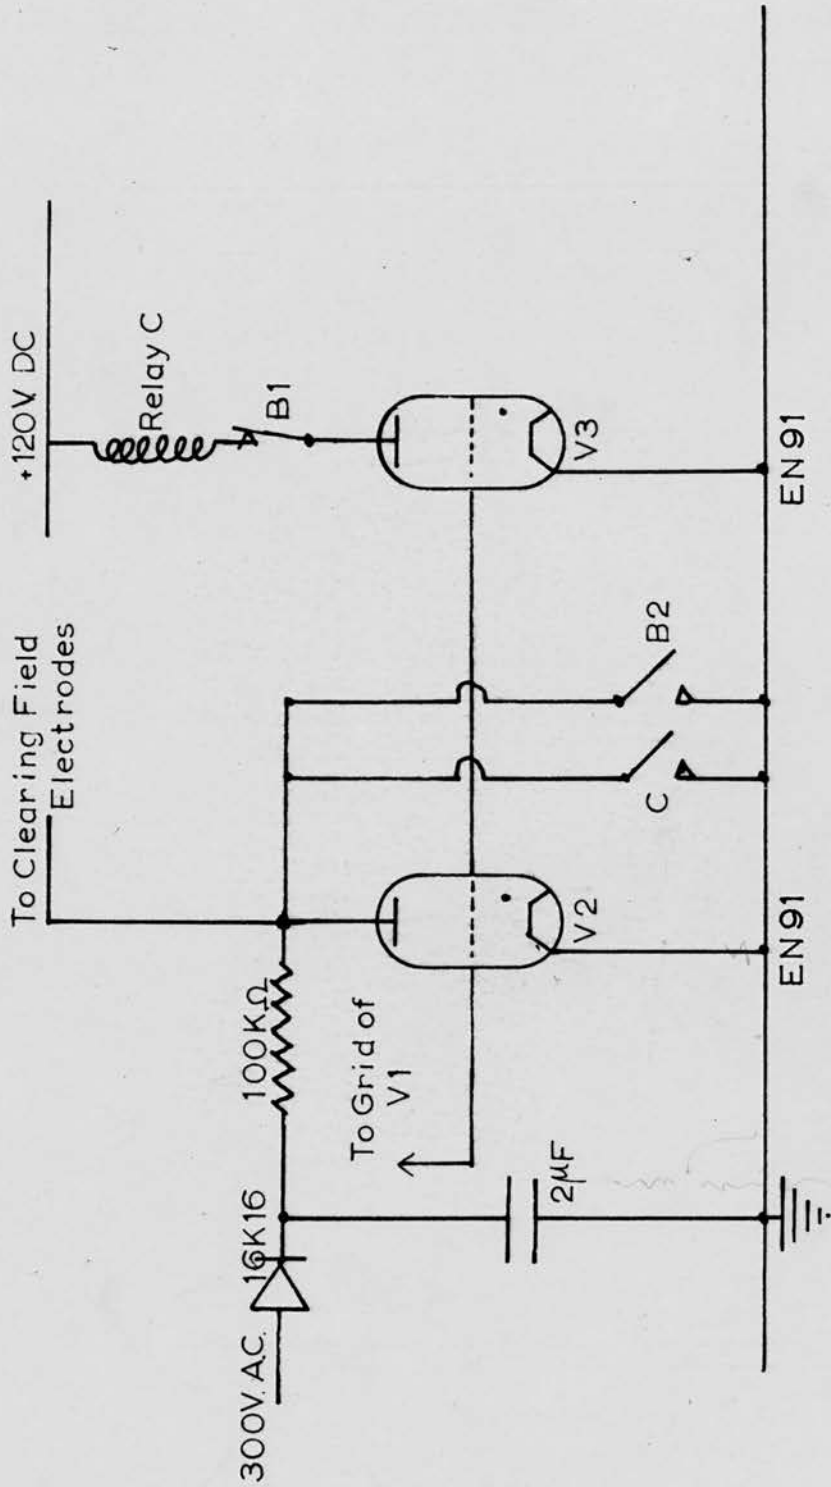 To Clearing Field
Electrodes
+120V. DC
Relay C
B1
300V. A.C.
16K16
100KΩ
To Grid of
V1
2µF
V2
V3
C
B2
EN91
EN91